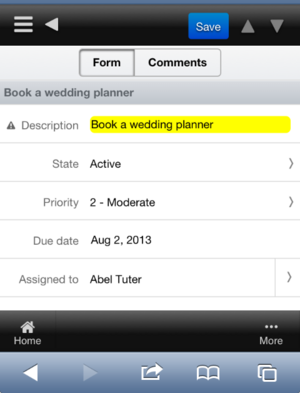 Save
Form Comments
Book a wedding planner
Description Book a wedding planner
State Active
Priority 2 - Moderate
Due date Aug 2, 2013
Assigned to Abel Tuter
Home More